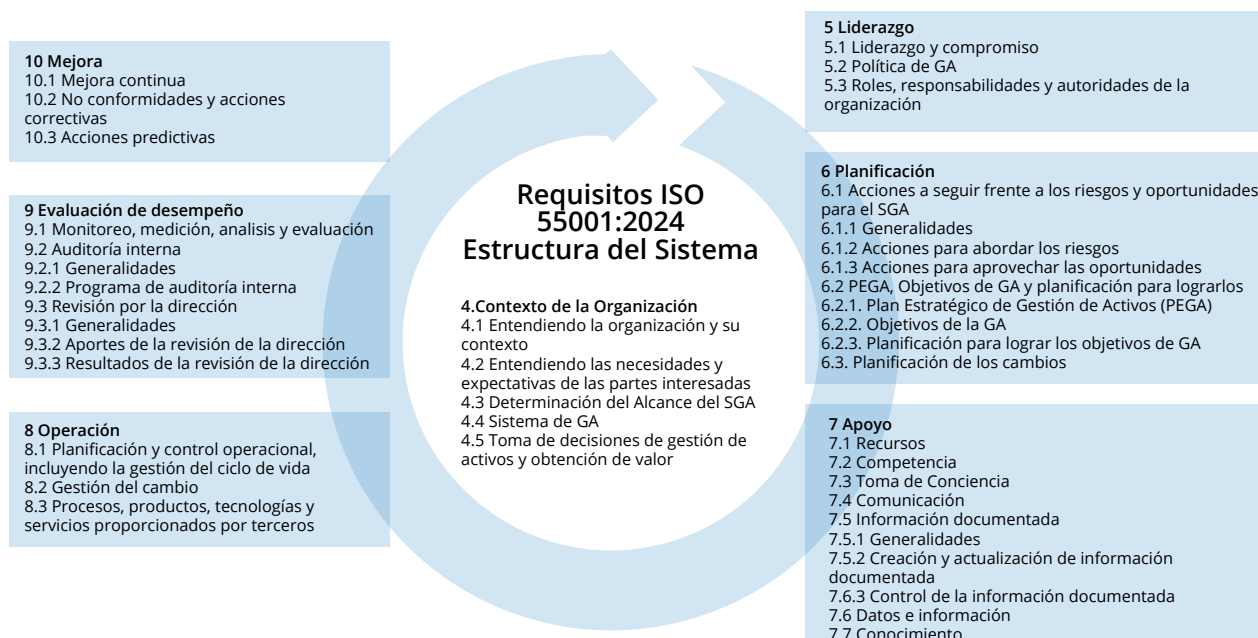 Requisitos ISO
55001:2024
Estructura del Sistema
4.Contexto de la Organización
4.1 Entendiendo la organización y su
contexto
4.2 Entendiendo las necesidades y
expectativas de las partes interesadas
4.3 Determinación del Alcance del SGA
4.4 Sistema de GA
4.5 Toma de decisiones de gestión de
activos y obtención de valor
5 Liderazgo
5.1 Liderazgo y compromiso
5.2 Política de GA
5.3 Roles, responsabilidades y autoridades de la
organización
6 Planificación
6.1 Acciones a seguir frente a los riesgos y oportunidades
para el SGA
6.1.1 Generalidades
6.1.2 Acciones para abordar los riesgos
6.1.3 Acciones para aprovechar las oportunidades
6.2 PEGA, Objetivos de GA y planificación para lograrlos
6.2.1. Plan Estratégico de Gestión de Activos (PEGA)
6.2.2. Objetivos de la GA
6.2.3. Planificación para lograr los objetivos de GA
6.3. Planificación de los cambios
7 Apoyo
7.1 Recursos
7.2 Competencia
7.3 Toma de Conciencia
7.4 Comunicación
7.5 Información documentada
7.5.1 Generalidades
7.5.2 Creación y actualización de información
documentada
7.6.3 Control de la información documentada
7.6 Datos e información
7.7 Conocimiento
8 Operación
8.1 Planificación y control operacional,
incluyendo la gestión del ciclo de vida
8.2 Gestión del cambio
8.3 Procesos, productos, tecnologías y
servicios proporcionados por terceros
9 Evaluación de desempeño
9.1 Monitoreo, medición, analisis y evaluación
9.2 Auditoría interna
9.2.1 Generalidades
9.2.2 Programa de auditoría interna
9.3 Revisión por la dirección
9.3.1 Generalidades
9.3.2 Aportes de la revisión de la dirección
9.3.3 Resultados de la revisión de la dirección
10 Mejora
10.1 Mejora continua
10.2 No conformidades y acciones
correctivas
10.3 Acciones predictivas